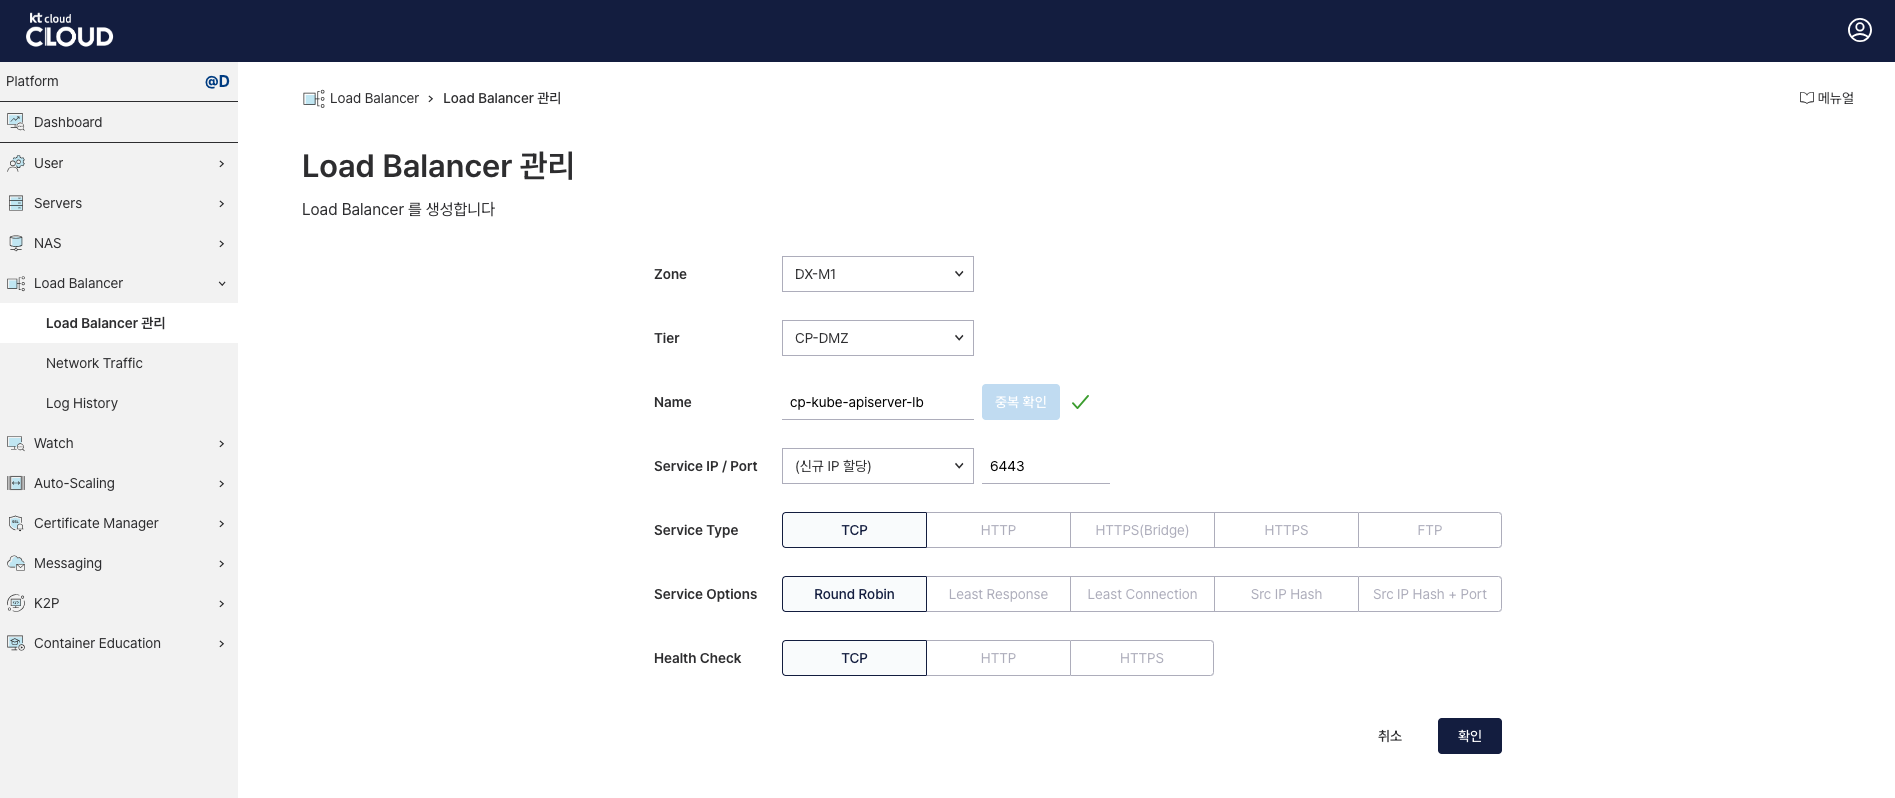 kt cloud
CLOUD
Platform
@D
Dashboard
User
Servers
NAS
Load Balancer
Load Balancer 관리
Network Traffic
Log History
Watch
Auto-Scaling
Certificate Manager
Messaging
K2P
Container Education
Load Balancer > Load Balancer 관리
메뉴얼
Load Balancer 관리
Load Balancer 를 생성합니다
Zone DX-M1
Tier CP-DMZ
Name cp-kube-apiserver-lb 중복 확인
Service IP / Port (신규 IP 할당) 6443
Service Type TCP HTTP HTTPS(Bridge) HTTPS FTP
Service Options Round Robin Least Response Least Connection Src IP Hash Src IP Hash + Port
Health Check TCP HTTP HTTPS
취소 확인